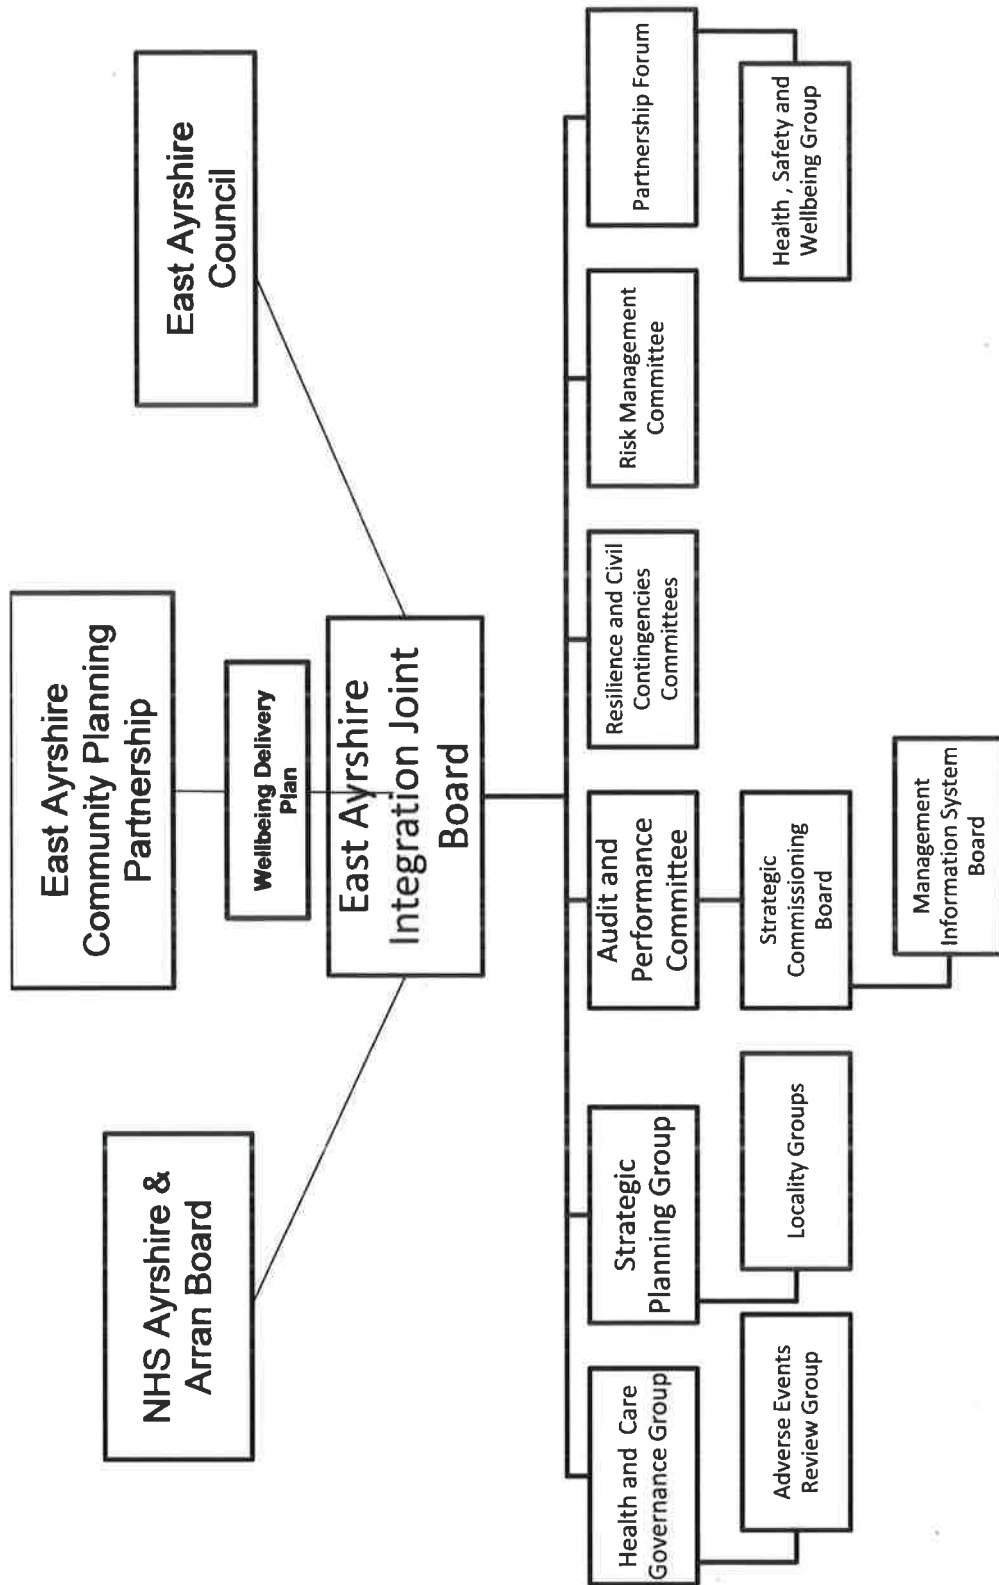 East Ayrshire
Community Planning
Partnership
NHS Ayrshire &
Arran Board
East Ayrshire
Council
Wellbeing Delivery
Plan
East Ayrshire
Integration Joint
Board
Health and Care
Governance Group
Strategic
Planning Group
Audit and
Performance
Committee
Resilience and Civil
Contingencies
Committees
Risk Management
Committee
Partnership Forum
Adverse Events
Review Group
Locality Groups
Strategic
Commissioning
Board
Health , Safety and
Wellbeing Group
Management
Information System
Board